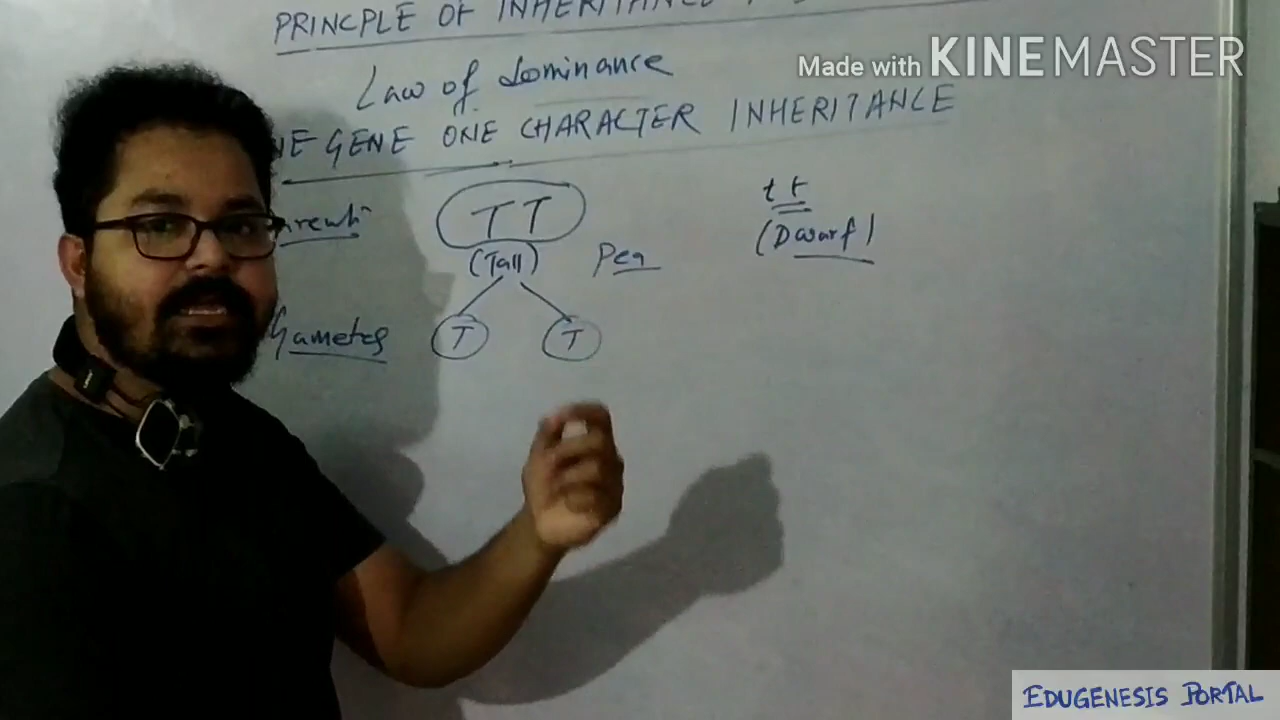 PRINCPLE OF INHERITANCE
Made with KINEMASTER
Law of dominance
GENE ONE CHARACTER INHERITANCE
TT
tt
(Tall)
Pea
(Dwarf)
Gametes
T
T
EDUGENESIS PORTAL